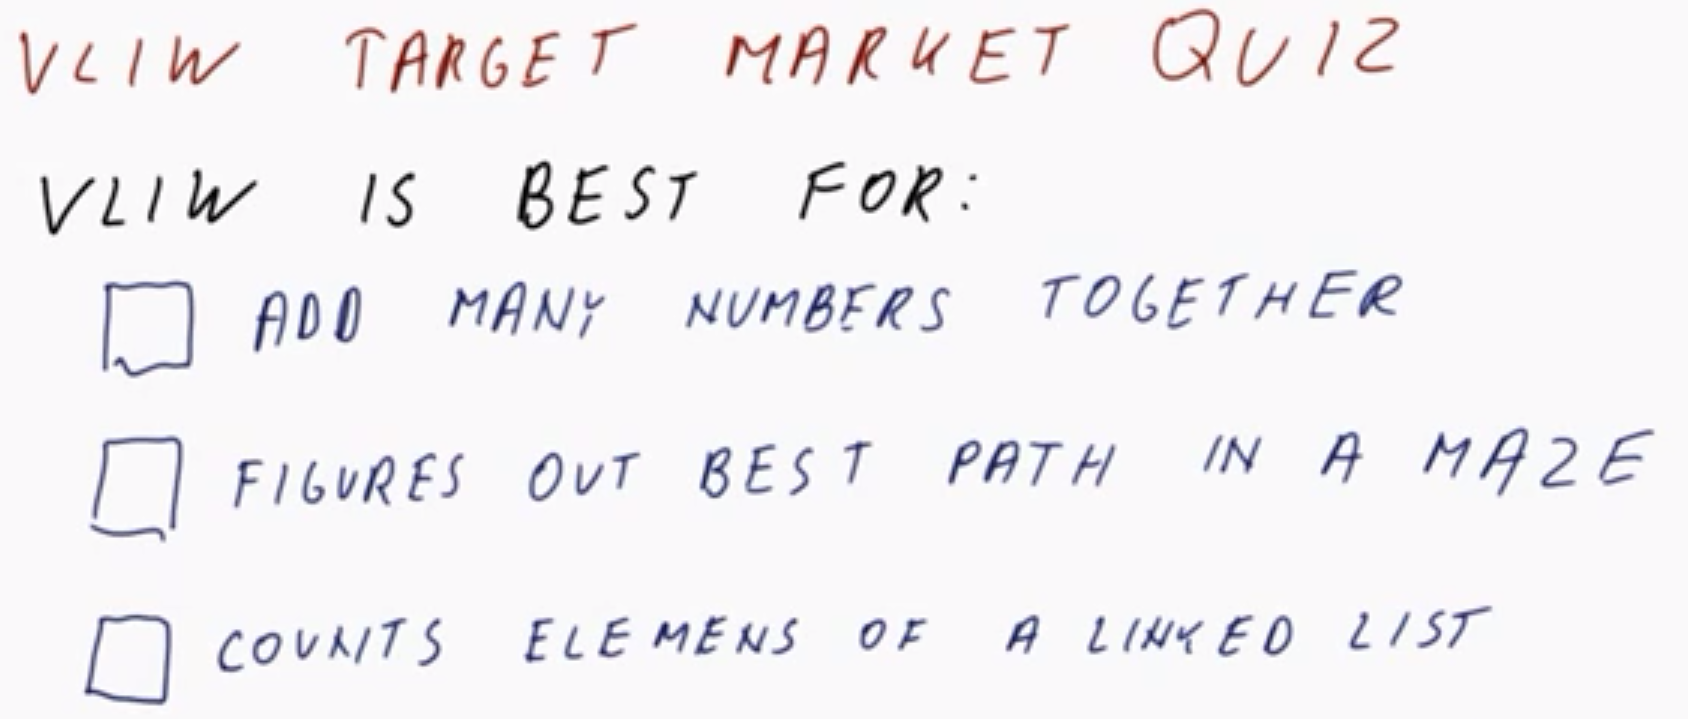 VLIW TARGET MARKET QUIZ
VLIW IS BEST FOR:
ADD MANY NUMBERS TOGETHER
FIGURES OUT BEST PATH IN A MAZE
COUNTS ELEMENS OF A LINKED LIST